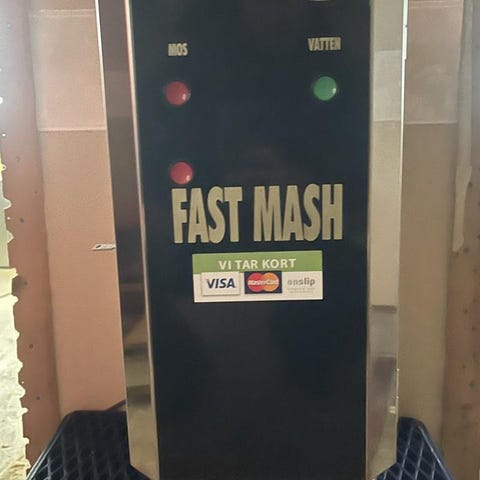 MOS
VATTEN
FAST MASH
VI TAR KORT
VISA
MasterCard
onslip